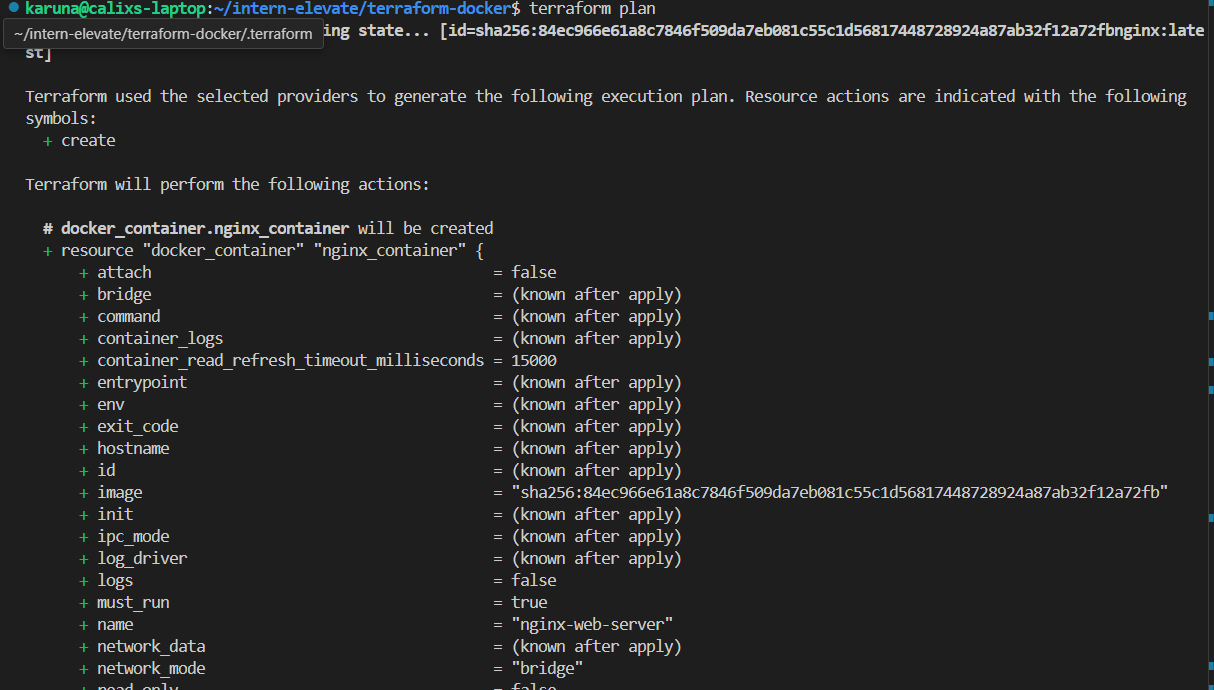 karuna@calixs-laptop:~/intern-elevate/terraform-docker$ terraform plan
~/intern-elevate/terraform-docker/.terraform
ing state... [id=sha256:84ec966e61a8c7846f509da7eb081c55c1d56817448728924a87ab32f12a72fbnginx:late
st]
Terraform used the selected providers to generate the following execution plan. Resource actions are indicated with the following
symbols:
+ create
Terraform will perform the following actions:
# docker_container.nginx_container will be created
+ resource "docker_container" "nginx_container" {
+ attach = false
+ bridge = (known after apply)
+ command = (known after apply)
+ container_logs = (known after apply)
+ container_read_refresh_timeout_milliseconds = 15000
+ entrypoint = (known after apply)
+ env = (known after apply)
+ exit_code = (known after apply)
+ hostname = (known after apply)
+ id = (known after apply)
+ image = "sha256:84ec966e61a8c7846f509da7eb081c55c1d56817448728924a87ab32f12a72fb"
+ init = (known after apply)
+ ipc_mode = (known after apply)
+ log_driver = (known after apply)
+ logs = false
+ must_run = true
+ name = "nginx-web-server"
+ network_data = (known after apply)
+ network_mode = "bridge"
+ read_only = false